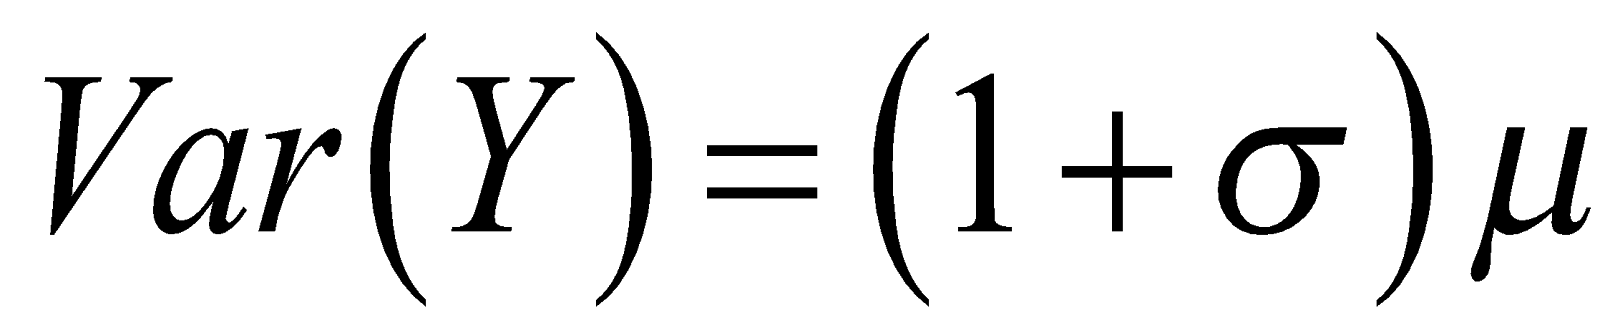 Var(Y) = (1 + σ) μ